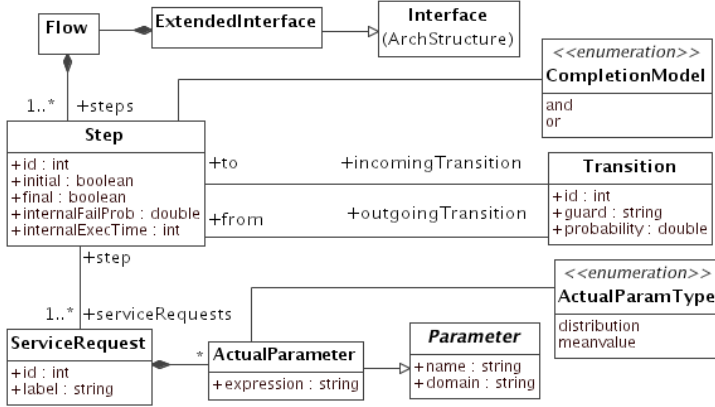 Flow
ExtendedInterface
Interface
(ArchStructure)
<<enumeration>>
CompletionModel
and
or
1..* +steps
Step
+id : int
+initial : boolean
+final : boolean
+internalFailProb : double
+internalExecTime : int
+to +incomingTransition
+from +outgoingTransition
Transition
+id : int
+guard : string
+probability : double
+step
1..* +serviceRequests
<<enumeration>>
ActualParamType
distribution
meanvalue
ServiceRequest
+id : int
+label : string
*
ActualParameter
+expression : string
Parameter
+name : string
+domain : string